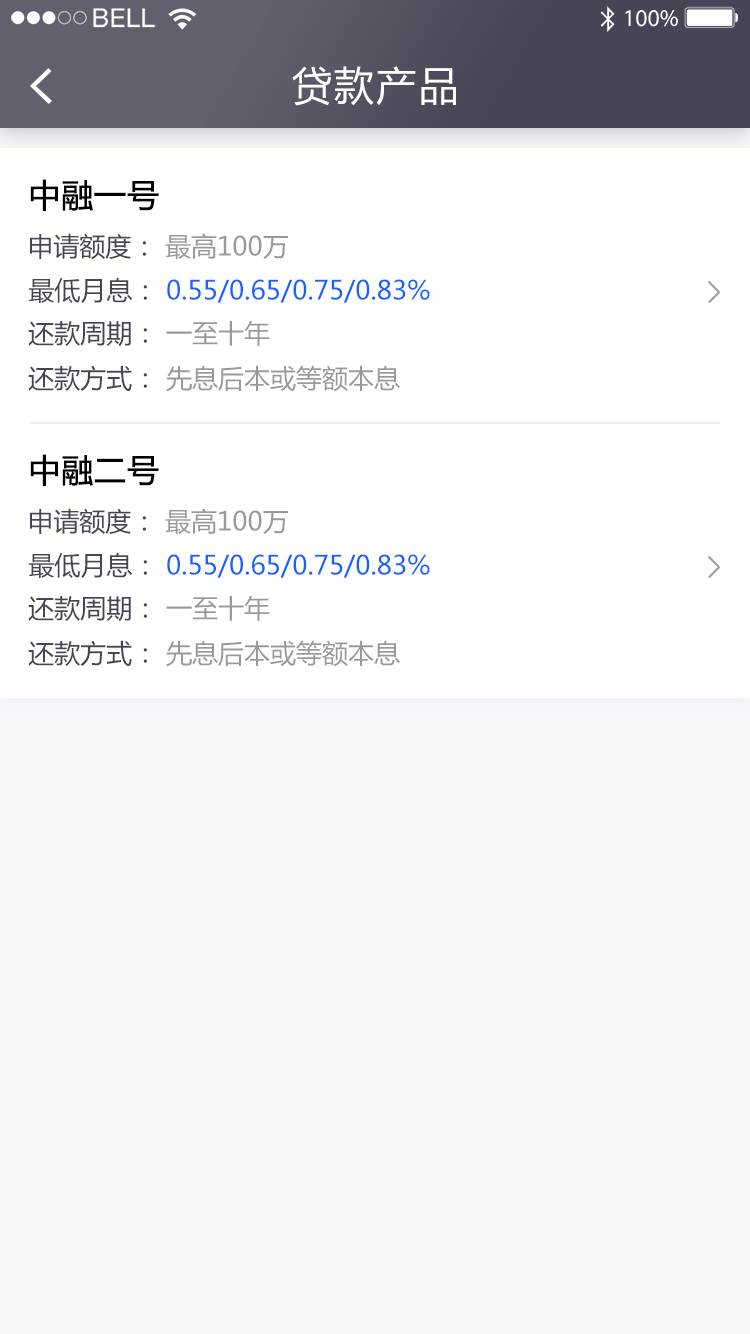 BELL 100%
贷款产品
中融一号
申请额度： 最高100万
最低月息： 0.55/0.65/0.75/0.83%
还款周期： 一至十年
还款方式： 先息后本或等额本息
中融二号
申请额度： 最高100万
最低月息： 0.55/0.65/0.75/0.83%
还款周期： 一至十年
还款方式： 先息后本或等额本息